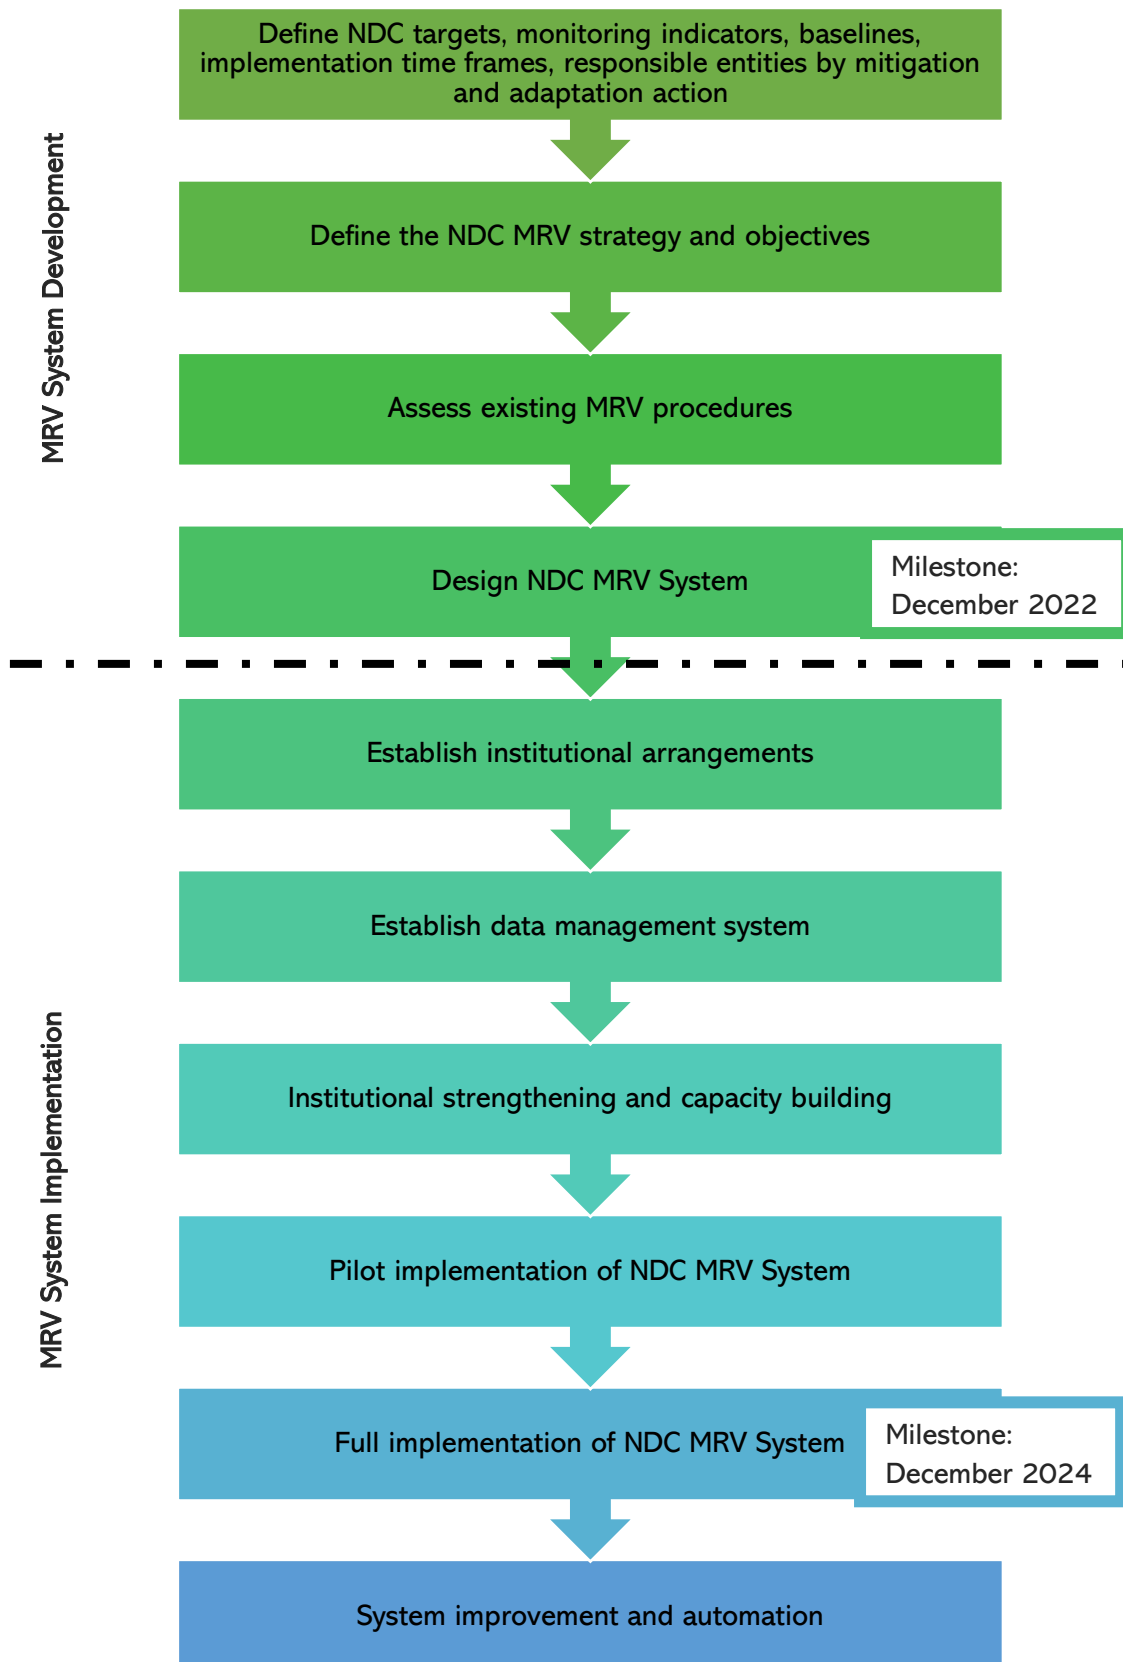 Define NDC targets, monitoring indicators, baselines,
implementation time frames, responsible entities by mitigation
and adaptation action
MRV System Development
Define the NDC MRV strategy and objectives
Assess existing MRV procedures
Design NDC MRV System
Milestone:
December 2022
Establish institutional arrangements
Establish data management system
MRV System Implementation
Institutional strengthening and capacity building
Pilot implementation of NDC MRV System
Full implementation of NDC MRV System
Milestone:
December 2024
System improvement and automation